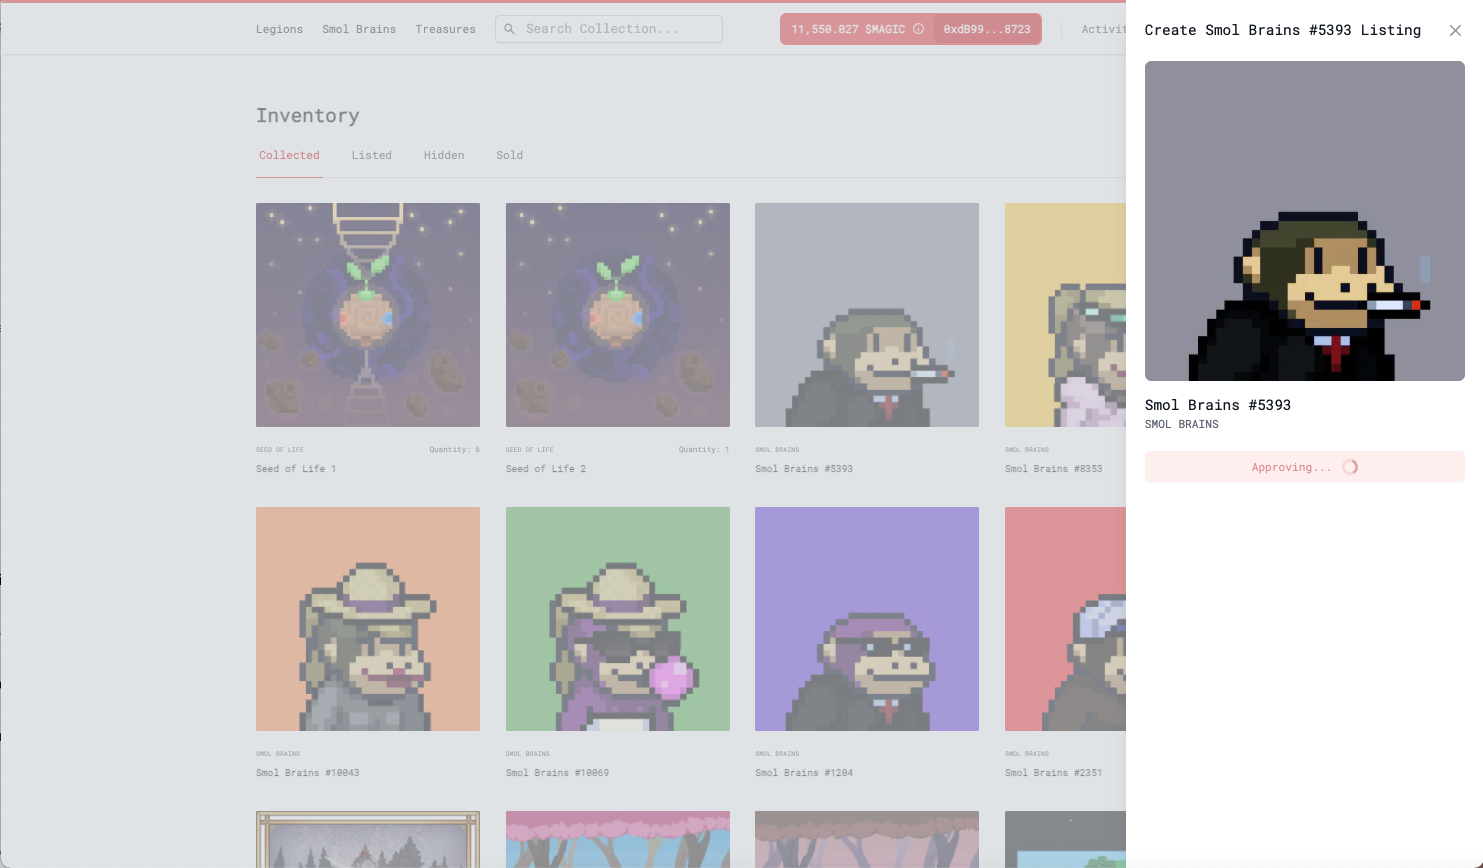 Legions Smol Brains Treasures Search Collection... 11,550.027 $MAGIC 0xdB99...8723
Inventory
Collected Listed Hidden Sold
SEED OF LIFE Quantity: 6
Seed of Life 1
SEED OF LIFE Quantity: 1
Seed of Life 2
SMOL BRAINS
Smol Brains #5393
SMOL BRAINS
Smol Brains #8353
SMOL BRAINS
Smol Brains #10043
SMOL BRAINS
Smol Brains #10069
SMOL BRAINS
Smol Brains #1204
SMOL BRAINS
Smol Brains #2351
Create Smol Brains #5393 Listing
Smol Brains #5393
SMOL BRAINS
Approving...